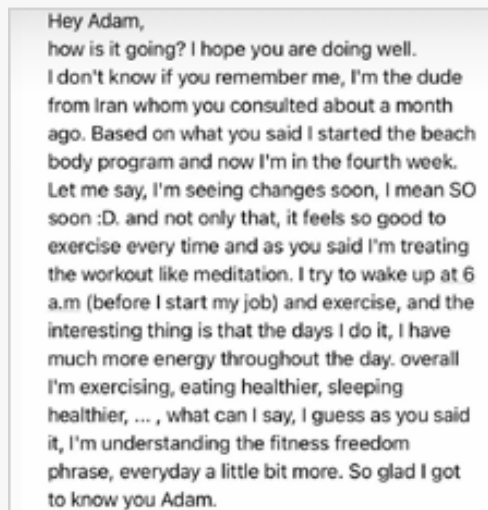 Hey Adam,
how is it going? I hope you are doing well.
I don't know if you remember me, I'm the dude
from Iran whom you consulted about a month
ago. Based on what you said I started the beach
body program and now I'm in the fourth week.
Let me say, I'm seeing changes soon, I mean SO
soon :D. and not only that, it feels so good to
exercise every time and as you said I'm treating
the workout like meditation. I try to wake up at 6
a.m (before I start my job) and exercise, and the
interesting thing is that the days I do it, I have
much more energy throughout the day. overall
I'm exercising, eating healthier, sleeping
healthier, ... , what can I say, I guess as you said
it, I'm understanding the fitness freedom
phrase, everyday a little bit more. So glad I got
to know you Adam.